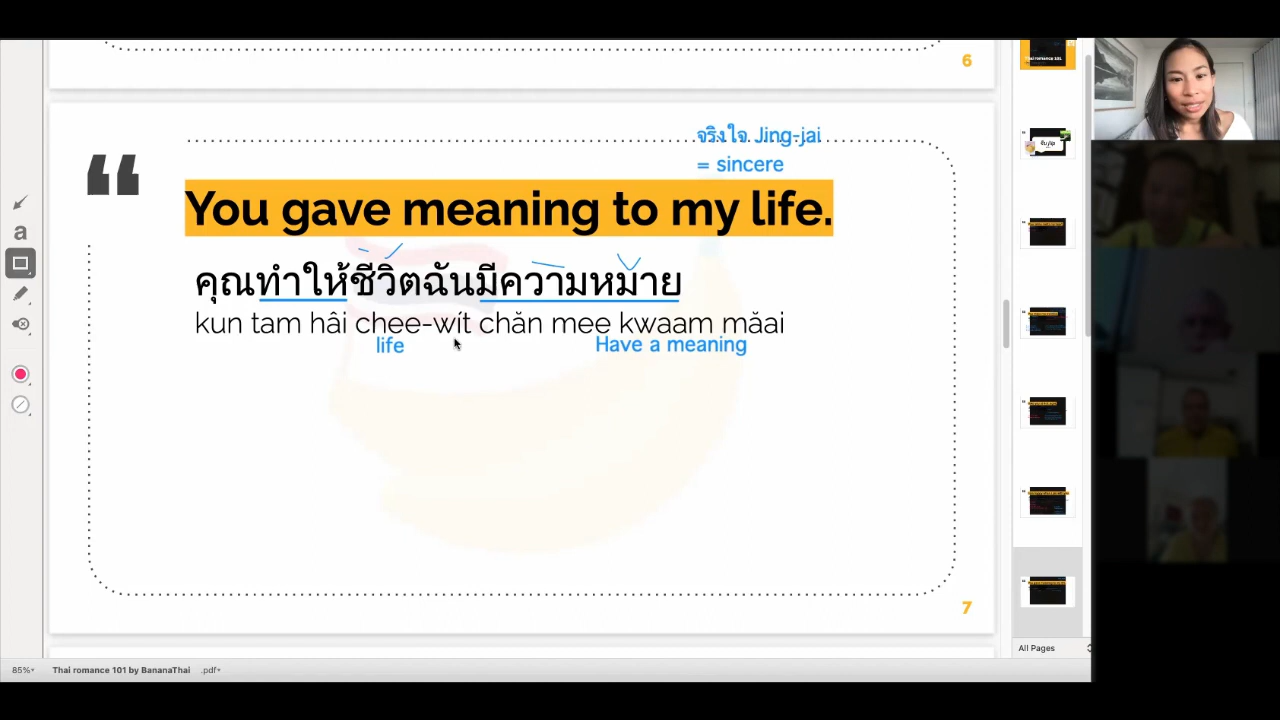 6
จริงใจ Jing-jai
= sincere
“
You gave meaning to my life.
คุณทำให้ชีวิตฉันมีความหมาย
kun tam hâi chee-wít chăn mee kwaam măai
life
Have a meaning
7
a
Thai romance 101
All Pages
85%
Thai romance 101 by BananaThai
.pdf